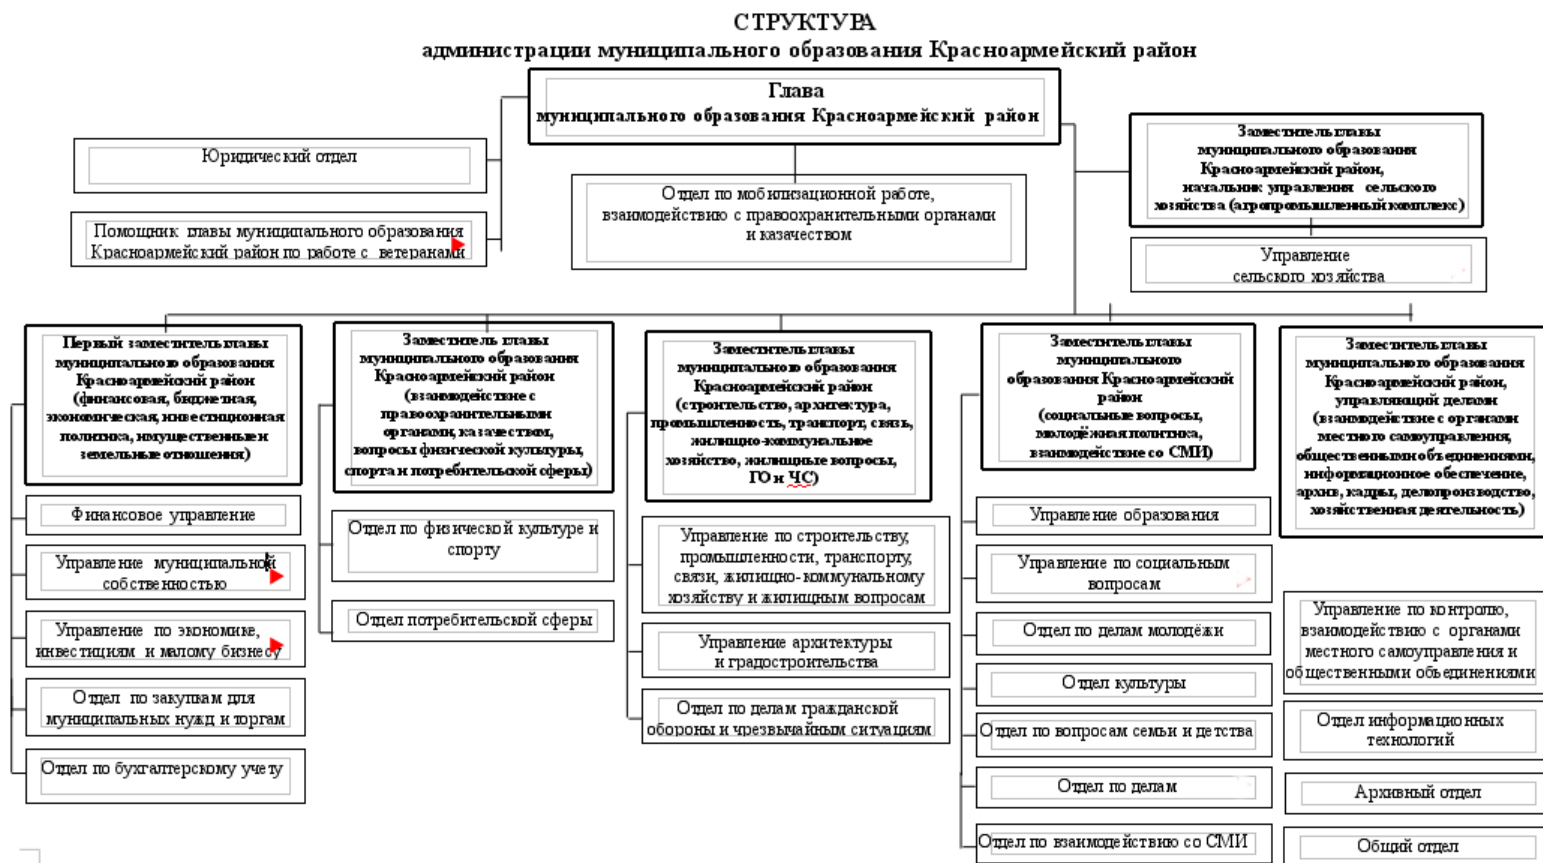 СТРУКТУРА
администрации муниципального образования Красноармейский район
Глава
муниципального образования Красноармейский район
Юридический отдел
Помощник главы муниципального образования
Красноармейский район по работе с ветеранами
Отдел по мобилизационной работе,
взаимодействию с правоохранительными органами
и казачеством
Заместитель главы
муниципального образования
Красноармейский район,
начальник управления сельского
хозяйства (агропромышленный комплекс)
Управление
сельского хозяйства
Первый заместитель главы
муниципального образования
Красноармейский район
(финансовая, бюджетная,
экономическая, инвестиционная
политика, имущественные и
земельные отношения)
Финансовое управление
Управление муниципальной
собственностью
Управление по экономике,
инвестициям и малому бизнесу
Отдел по закупкам для
муниципальных нужд и торгам
Отдел по бухгалтерскому учету
Заместитель главы
муниципального образования
Красноармейский район
(взаимодействие с
правоохранительными
органами, казачеством,
вопросы физической культуры,
спорта и потребительской сферы)
Отдел по физической культуре и
спорту
Отдел потребительской сферы
Заместитель главы
муниципального образования
Красноармейский район
(строительство, архитектура,
промышленность, транспорт, связь,
жилищно-коммунальное
хозяйство, жилищные вопросы,
ГО и ЧС)
Управление по строительству,
промышленности, транспорту,
связи, жилищно-коммунальному
хозяйству и жилищным вопросам
Управление архитектуры
и градостроительства
Отдел по делам гражданской
обороны и чрезвычайным ситуациям
Заместитель главы
муниципального
образования Красноармейский
район
(социальные вопросы,
молодёжная политика,
взаимодействие со СМИ)
Управление образования
Управление по социальным
вопросам
Отдел по делам молодёжи
Отдел культуры
Отдел по вопросам семьи и детства
Отдел по делам
Отдел по взаимодействию со СМИ
Заместитель главы
муниципального образования
Красноармейский район,
управляющий делами
(взаимодействие с органами
местного самоуправления,
общественными объединениями,
информационное обеспечение,
архив, кадры, делопроизводство,
хозяйственная деятельность)
Управление по контролю,
взаимодействию с органами
местного самоуправления и
общественными объединениями
Отдел информационных
технологий
Архивный отдел
Общий отдел